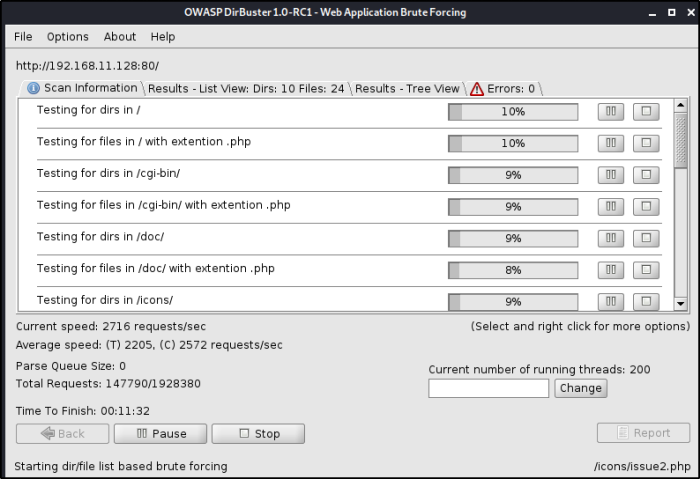 OWASP DirBuster 1.0-RC1 - Web Application Brute Forcing
File Options About Help
http://192.168.11.128:80/
Scan Information Results - List View: Dirs: 10 Files: 24 Results - Tree View Errors: 0
Testing for dirs in / 10%
Testing for files in / with extention .php 10%
Testing for dirs in /cgi-bin/ 9%
Testing for files in /cgi-bin/ with extention .php 9%
Testing for dirs in /doc/ 9%
Testing for files in /doc/ with extention .php 8%
Testing for dirs in /icons/ 9%
Current speed: 2716 requests/sec (Select and right click for more options)
Average speed: (T) 2205, (C) 2572 requests/sec
Parse Queue Size: 0 Current number of running threads: 200
Total Requests: 147790/1928380 Change
Time To Finish: 00:11:32
Back Pause Stop Report
Starting dir/file list based brute forcing /icons/issue2.php